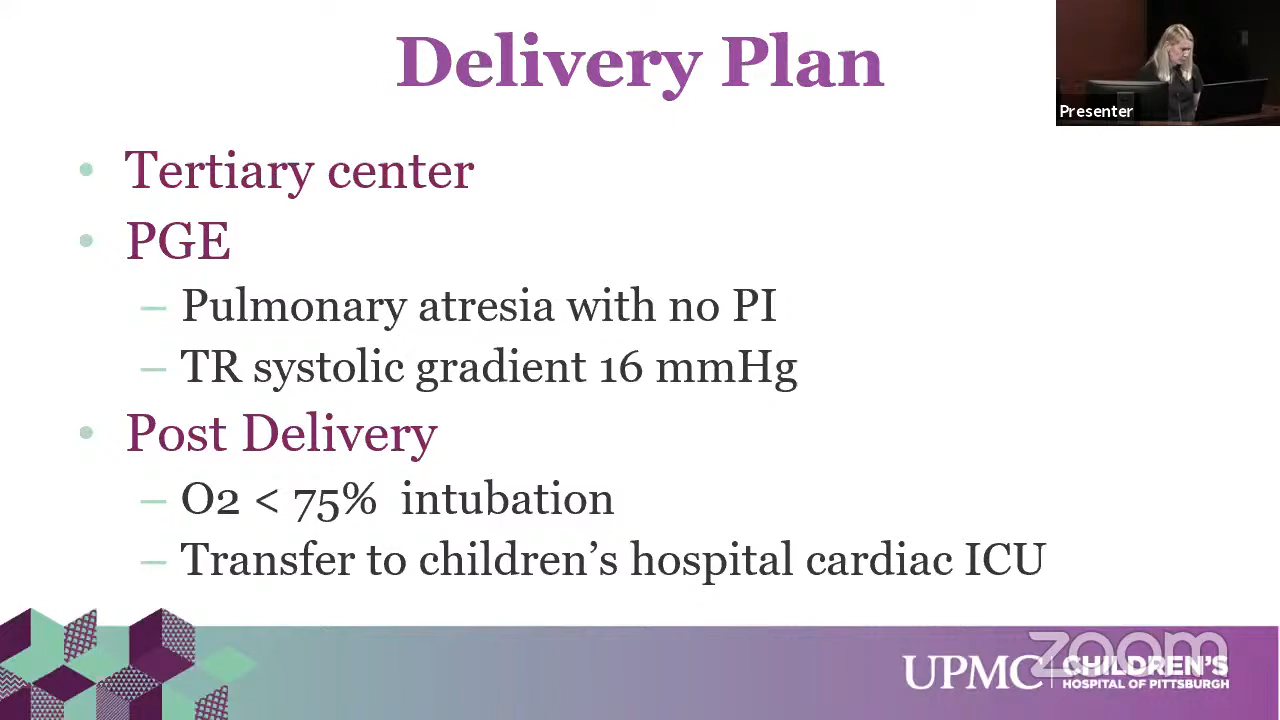 Delivery Plan
Presenter
• Tertiary center
• PGE
– Pulmonary atresia with no PI
– TR systolic gradient 16 mmHg
• Post Delivery
– O2 < 75% intubation
– Transfer to children’s hospital cardiac ICU
zoom
UPMC CHILDREN'S
HOSPITAL OF PITTSBURGH